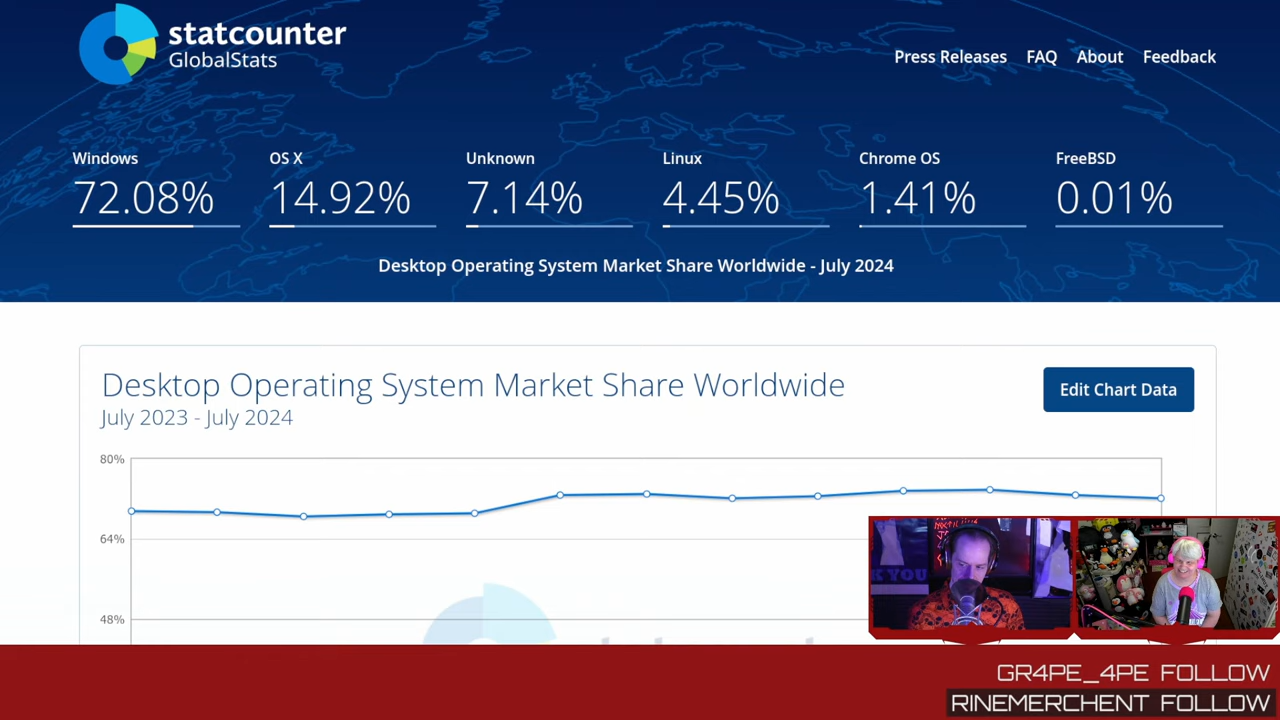 statcounter
GlobalStats
Press Releases FAQ About Feedback
Windows OS X Unknown Linux Chrome OS FreeBSD
72.08% 14.92% 7.14% 4.45% 1.41% 0.01%
Desktop Operating System Market Share Worldwide - July 2024
Desktop Operating System Market Share Worldwide
Edit Chart Data
July 2023 - July 2024
80%
64%
48%
K YOU
GR4PE_4PE FOLLOW
RINEMERCHENT FOLLOW